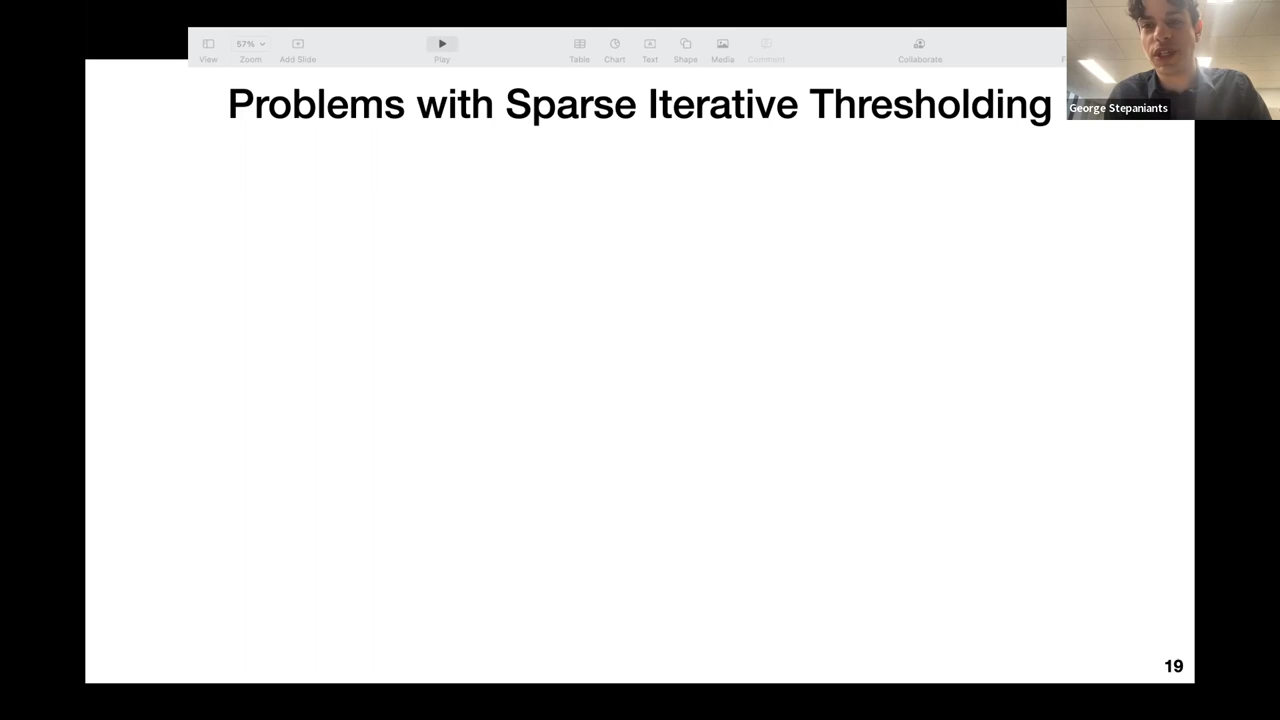 57%
View Zoom Add Slide Play Table Chart Text Shape Media Comment Collaborate
Problems with Sparse Iterative Thresholding
George Stepaniants
19